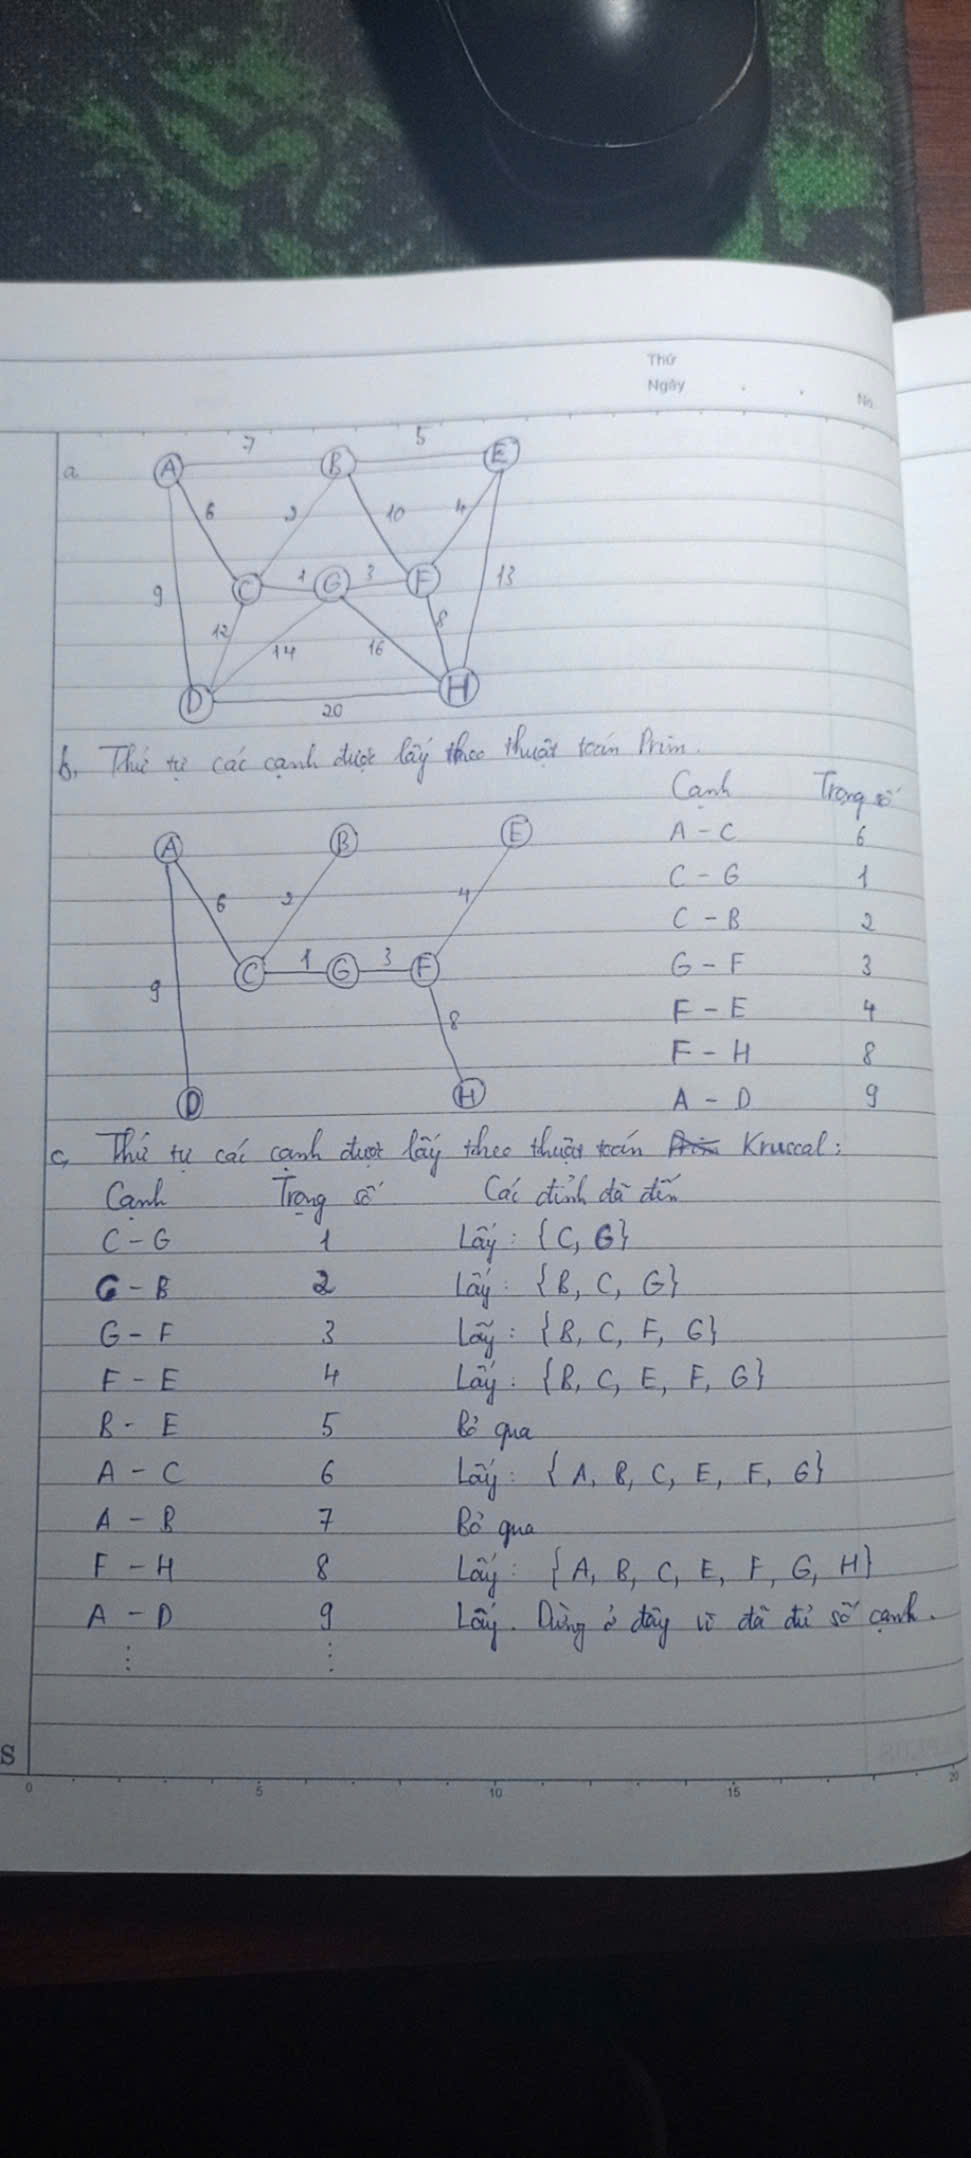 Thứ
Ngày . .
No.
a
7 5
A B E
6 2 10 4
9 C 1 G 3 F 13
12 14 16 8
D 20 H
b, Thứ tự các cạnh được lấy theo thuật toán Prim.
Cạnh Trọng số
A B E
A - C 6
6 2 4
C - G 1
C - B 2
9 C 1 G 3 F
G - F 3
8
F - E 4
F - H 8
D H
A - D 9
c, Thứ tự các cạnh được lấy theo thuật toán Prim Kruscal:
Cạnh Trọng số Các đỉnh đã đến
C - G 1 Lấy : {C, G}
C - B 2 Lấy : {B, C, G}
G - F 3 Lấy : {B, C, F, G}
F - E 4 Lấy : {B, C, E, F, G}
B - E 5 Bỏ qua
A - C 6 Lấy : {A, B, C, E, F, G}
A - B 7 Bỏ qua
F - H 8 Lấy : {A, B, C, E, F, G, H}
A - D 9 Lấy. Dừng ở đây vì đã đủ số cạnh.
⋮ ⋮
S
0 5 10 15 20